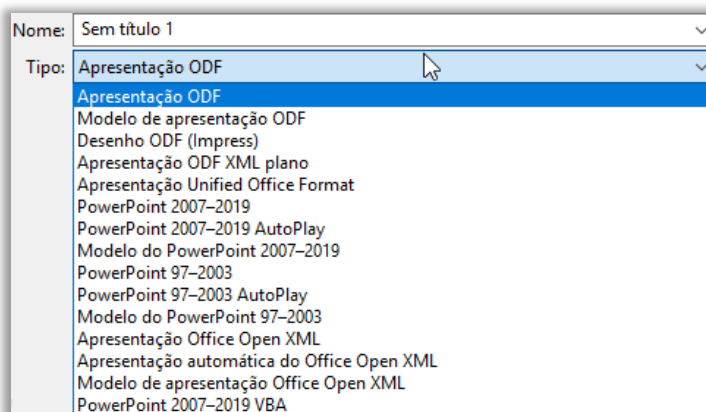 Nome: Sem título 1
Tipo: Apresentação ODF
Apresentação ODF
Modelo de apresentação ODF
Desenho ODF (Impress)
Apresentação ODF XML plano
Apresentação Unified Office Format
PowerPoint 2007–2019
PowerPoint 2007–2019 AutoPlay
Modelo do PowerPoint 2007–2019
PowerPoint 97–2003
PowerPoint 97–2003 AutoPlay
Modelo do PowerPoint 97–2003
Apresentação Office Open XML
Apresentação automática do Office Open XML
Modelo de apresentação Office Open XML
PowerPoint 2007–2019 VBA